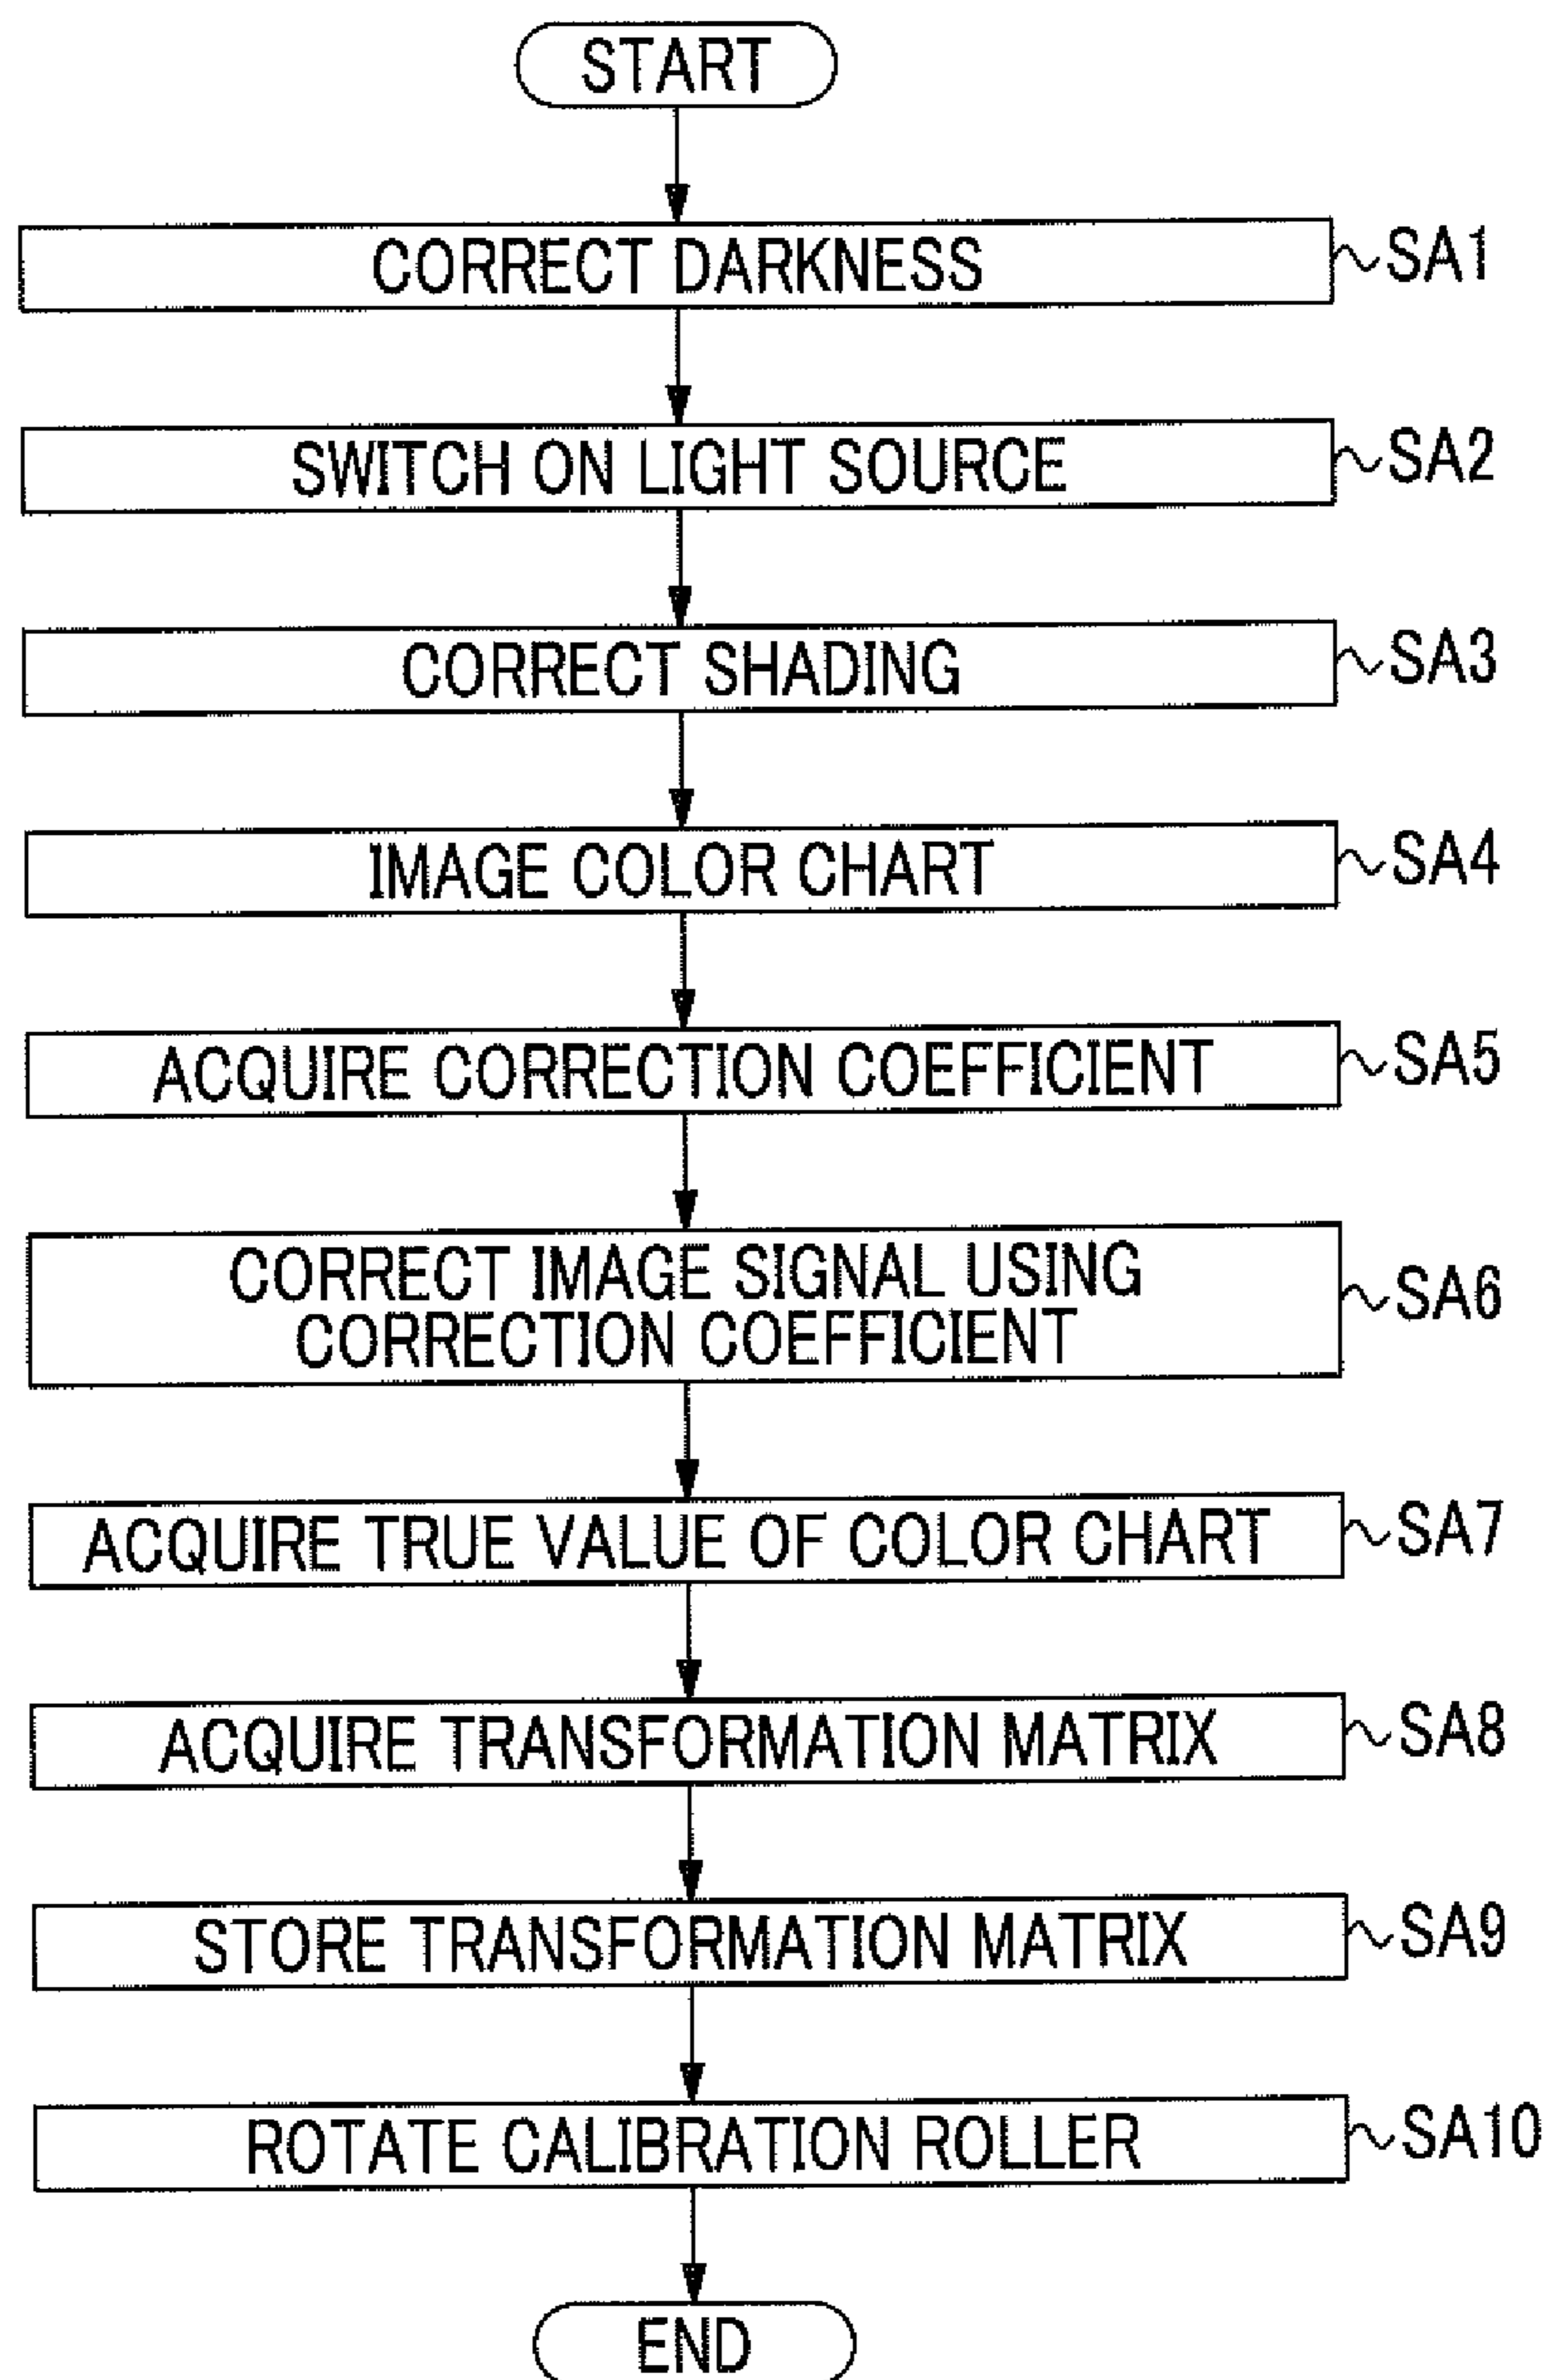 START
CORRECT DARKNESS
SA1
SWITCH ON LIGHT SOURCE
SA2
CORRECT SHADING
SA3
IMAGE COLOR CHART
SA4
ACQUIRE CORRECTION COEFFICIENT
SA5
CORRECT IMAGE SIGNAL USING
CORRECTION COEFFICIENT
SA6
ACQUIRE TRUE VALUE OF COLOR CHART
SA7
ACQUIRE TRANSFORMATION MATRIX
SA8
STORE TRANSFORMATION MATRIX
SA9
ROTATE CALIBRATION ROLLER
SA10
END